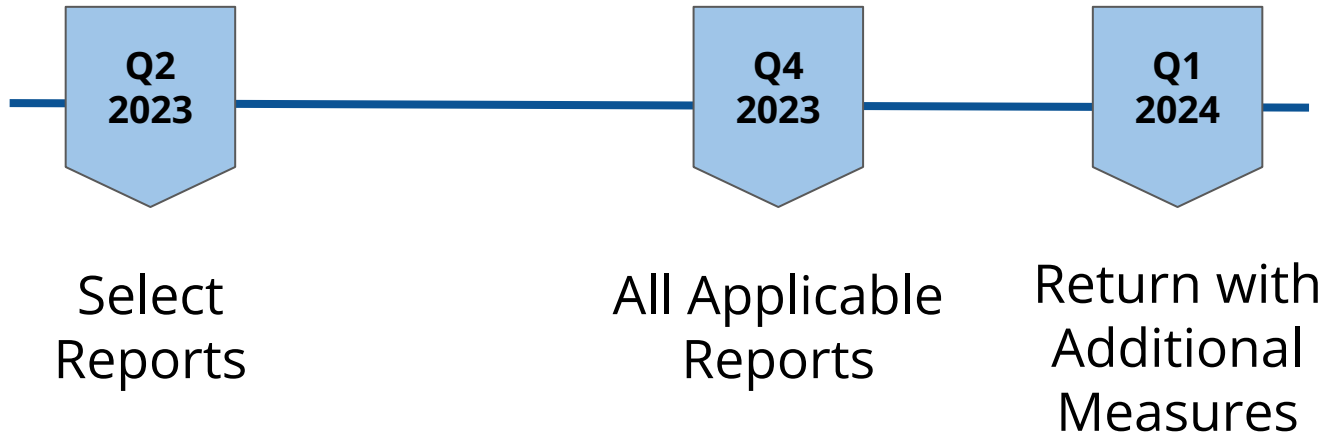 Q2
2023
Q4
2023
Q1
2024
Select
Reports
All Applicable
Reports
Return with
Additional
Measures